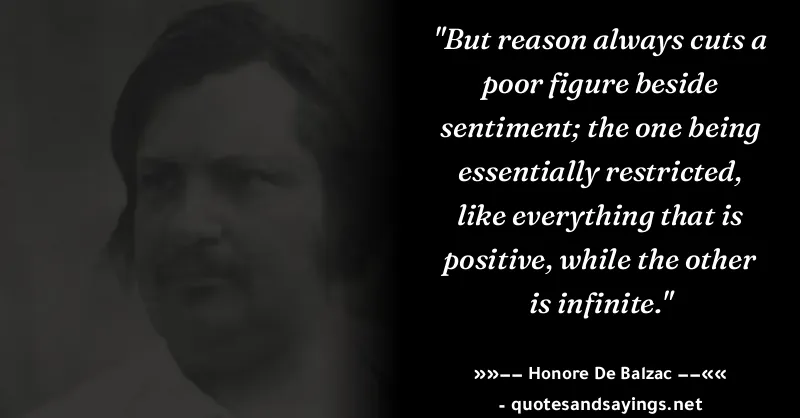 "But reason always cuts a
poor figure beside
sentiment; the one being
essentially restricted,
like everything that is
positive, while the other
is infinite."
»»−− Honore De Balzac −−««
- quotesandsayings.net